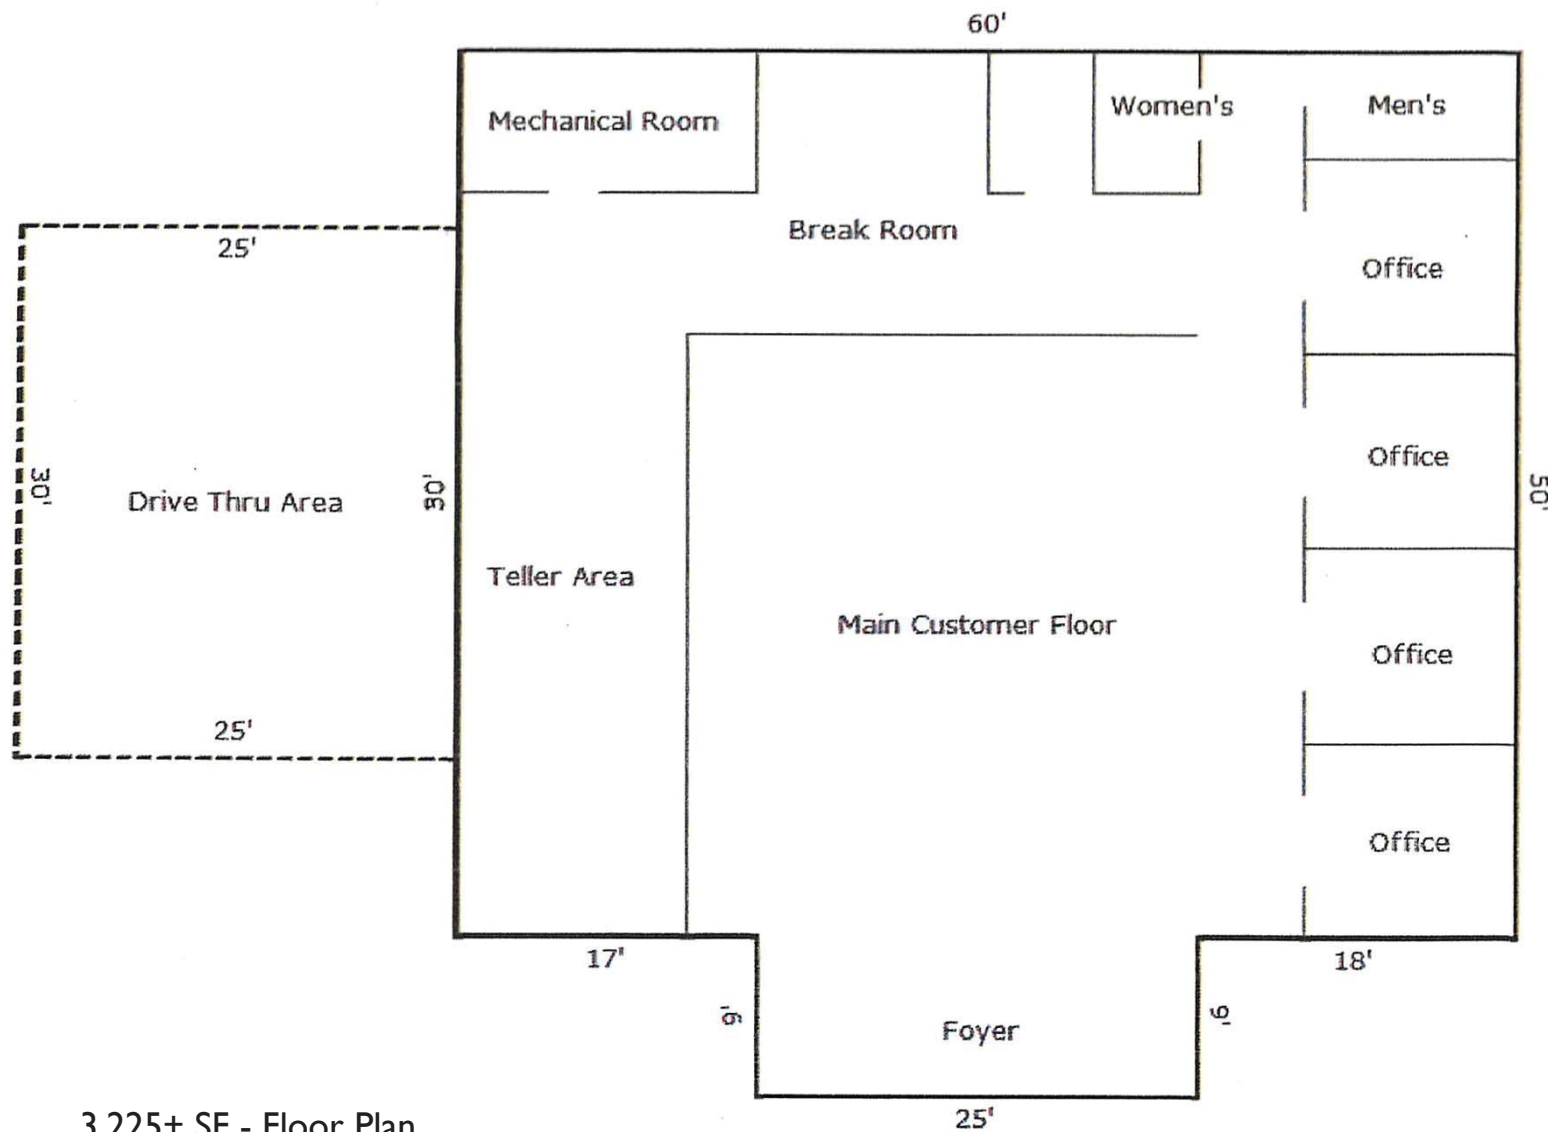 60'
Mechanical Room
Women's
Men's
Break Room
25'
Office
30'
Drive Thru Area
30'
Office
50'
Teller Area
Main Customer Floor
Office
25'
Office
17'
18'
9'
Foyer
9'
25'
3,225± SF - Floor Plan